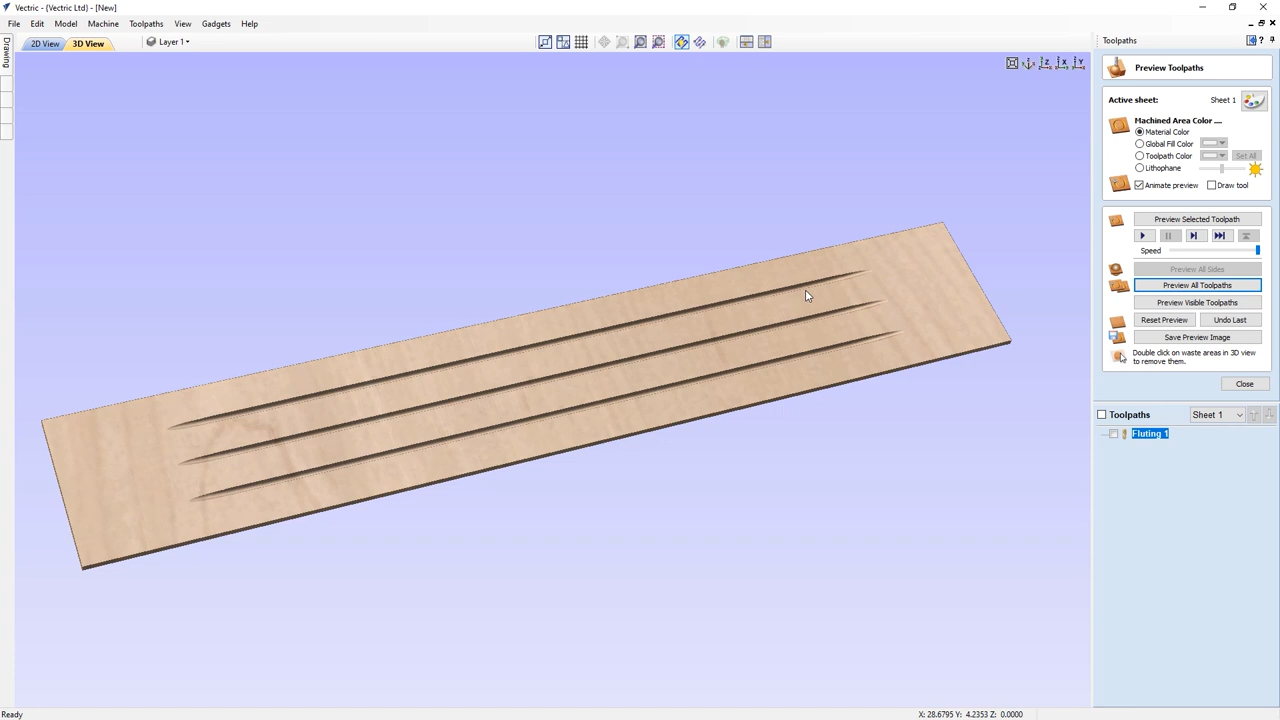 Vectric - {Vectric Ltd} - [New]
File Edit Model Machine Toolpaths View Gadgets Help
2D View 3D View Layer 1
Drawing
Toolpaths
Preview Toolpaths
Active sheet: Sheet 1
Machined Area Color ....
Material Color
Global Fill Color
Toolpath Color Set All
Lithophane
Animate preview Draw tool
Preview Selected Toolpath
Speed
Preview All Sides
Preview All Toolpaths
Preview Visible Toolpaths
Reset Preview Undo Last
Save Preview Image
Double click on waste areas in 3D view
to remove them.
Close
Toolpaths Sheet 1
Fluting 1
Ready X: 28.6795 Y: 4.2353 Z: 0.0000